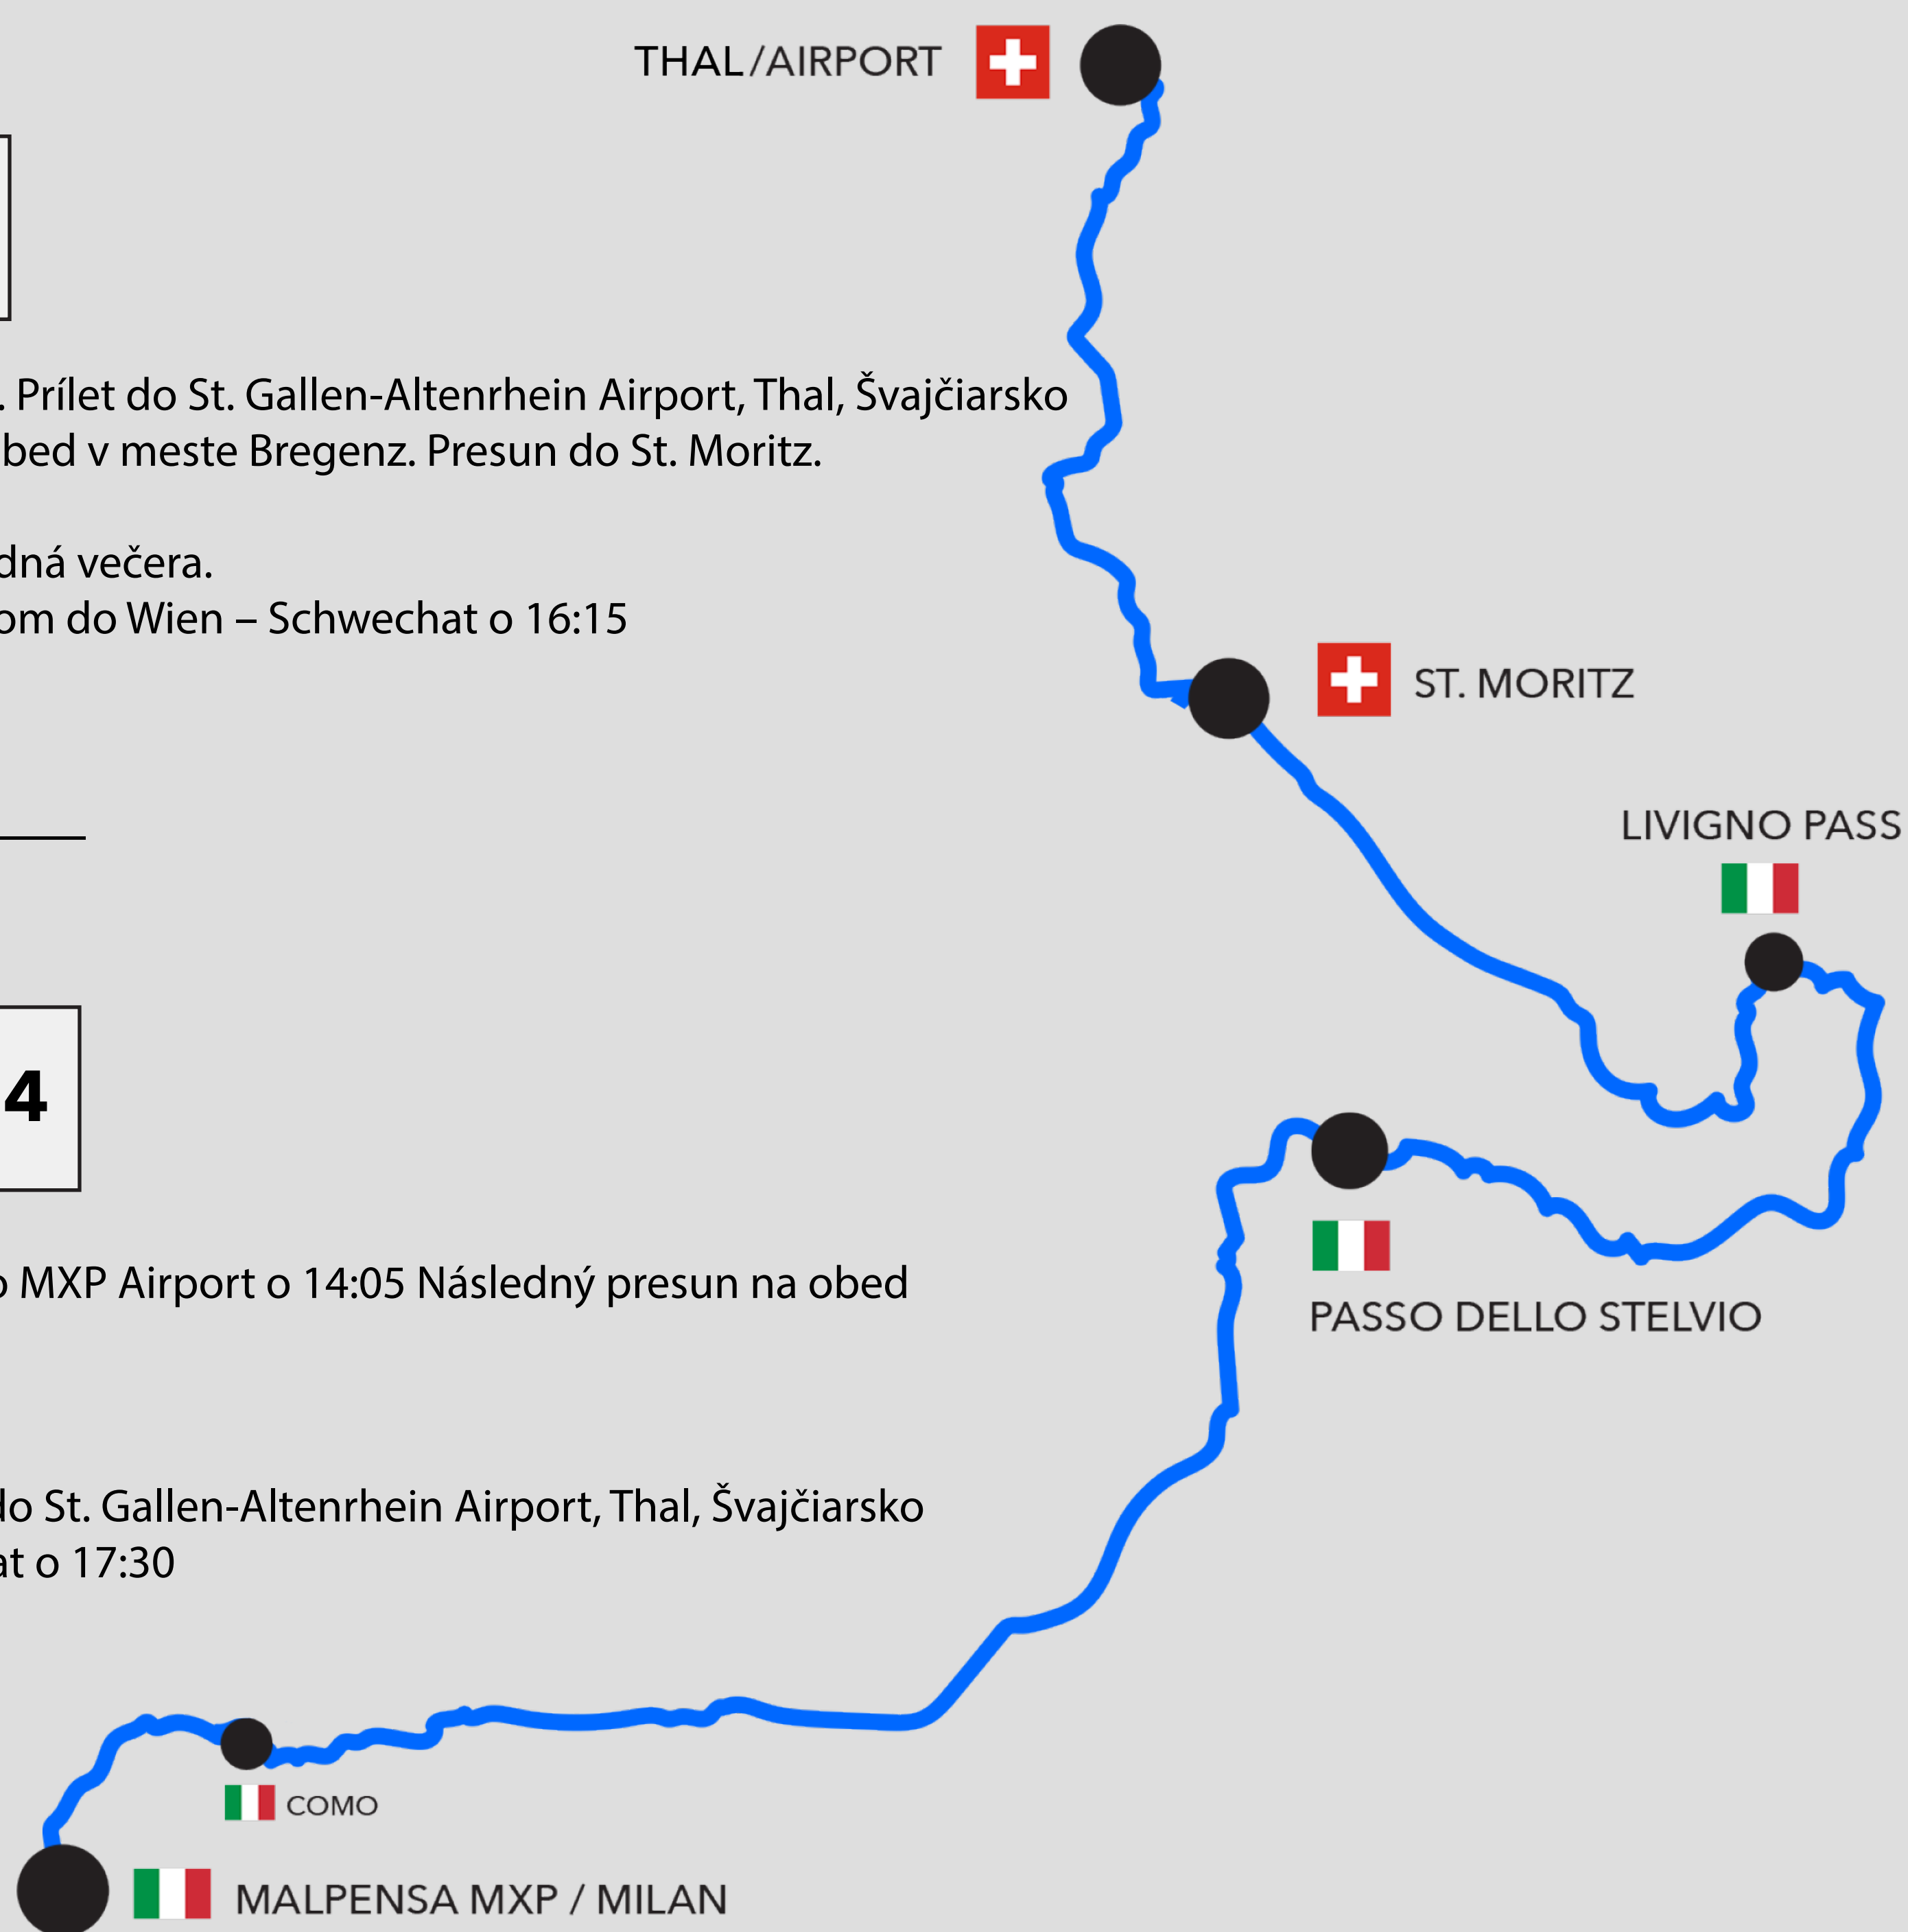 THAL/AIRPORT
. Prílet do St. Gallen-Altenrhein Airport, Thal, Švajčiarsko
bed v meste Bregenz. Presun do St. Moritz.
dná večera.
om do Wien – Schwechat o 16:15
ST. MORITZ
LIVIGNO PASS
4
o MXP Airport o 14:05 Následný presun na obed
PASSO DELLO STELVIO
do St. Gallen-Altenrhein Airport, Thal, Švajčiarsko
at o 17:30
COMO
MALPENSA MXP / MILAN